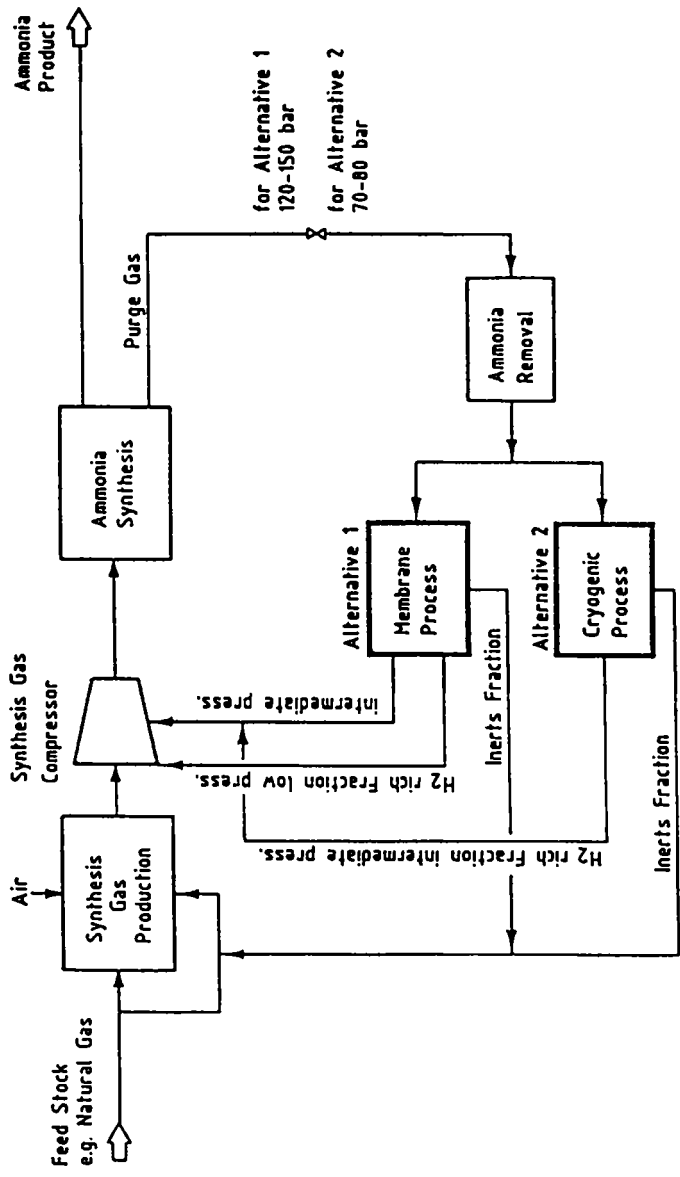 Feed Stock
e.g. Natural Gas
Air
Synthesis
Gas
Production
Synthesis Gas
Compressor
Ammonia
Synthesis
Ammonia
Product
Purge Gas
for Alternative 1
120-150 bar
for Alternative 2
70-80 bar
Ammonia
Removal
Alternative 1
Membrane
Process
Alternative 2
Cryogenic
Process
intermediate press.
H2 rich Fraction low press.
H2 rich Fraction intermediate press.
Inerts Fraction
Inerts Fraction